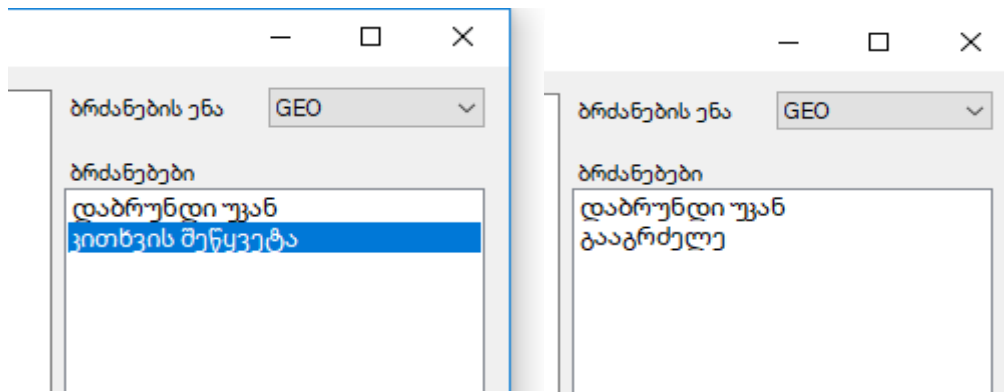 ბრძანების ენა GEO
ბრძანებები
დაბრუნდი უკან
კითხვის შეწყვეტა
ბრძანების ენა GEO
ბრძანებები
დაბრუნდი უკან
გააგრძელე